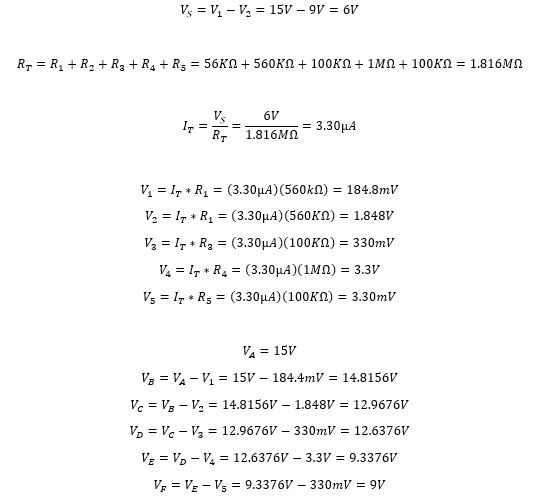 V_S = V_1 − V_2 = 15V − 9V = 6V
R_T = R_1 + R_2 + R_3 + R_4 + R_5 = 56KΩ + 560KΩ + 100KΩ + 1MΩ + 100KΩ = 1.816MΩ
I_T = V_S / R_T = 6V / 1.816MΩ = 3.30μA
V_1 = I_T * R_1 = (3.30μA)(560kΩ) = 184.8mV
V_2 = I_T * R_1 = (3.30μA)(560KΩ) = 1.848V
V_3 = I_T * R_3 = (3.30μA)(100KΩ) = 330mV
V_4 = I_T * R_4 = (3.30μA)(1MΩ) = 3.3V
V_5 = I_T * R_5 = (3.30μA)(100KΩ) = 3.30mV
V_A = 15V
V_B = V_A − V_1 = 15V − 184.4mV = 14.8156V
V_C = V_B − V_2 = 14.8156V − 1.848V = 12.9676V
V_D = V_C − V_3 = 12.9676V − 330mV = 12.6376V
V_E = V_D − V_4 = 12.6376V − 3.3V = 9.3376V
V_F = V_E − V_5 = 9.3376V − 330mV = 9V